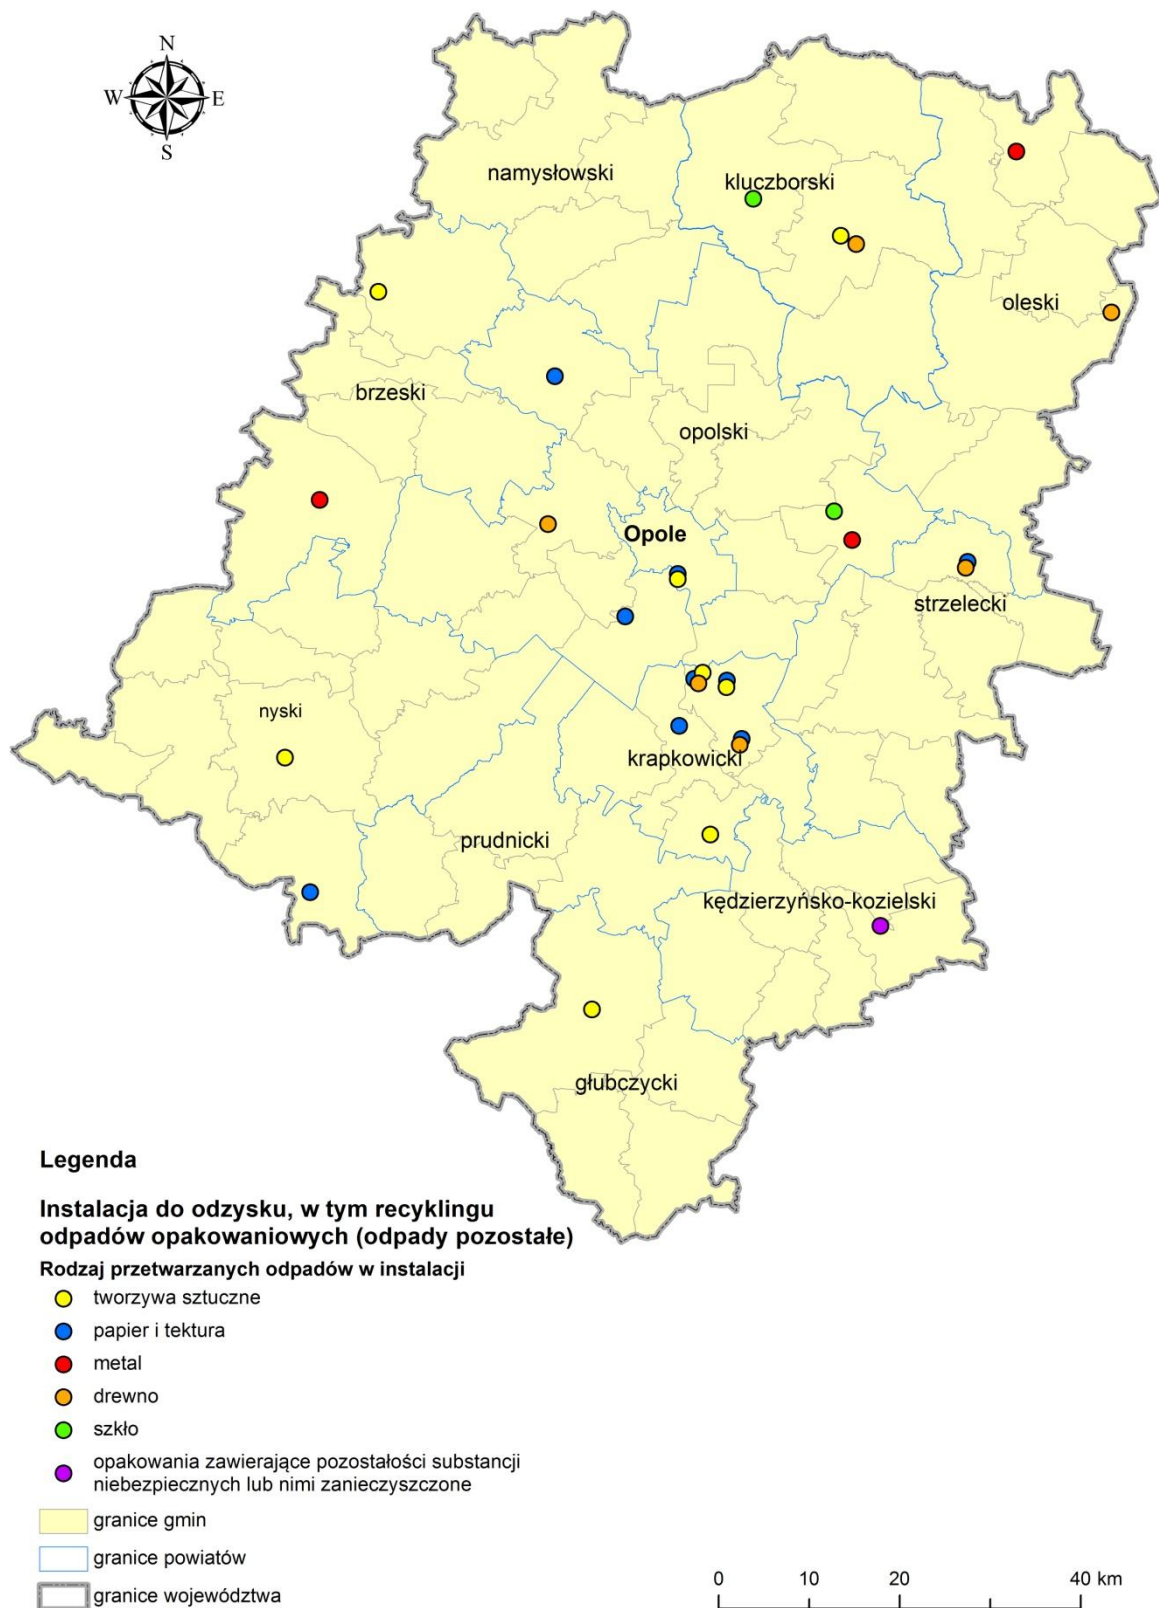 N
W E
S
namysłowski
kluczborski
oleski
brzeski
opolski
Opole
strzelecki
nyski
krapkowicki
prudnicki
kędzierzyńsko-kozielski
głubczycki
Legenda
Instalacja do odzysku, w tym recyklingu
odpadów opakowaniowych (odpady pozostałe)
Rodzaj przetwarzanych odpadów w instalacji
tworzywa sztuczne
papier i tektura
metal
drewno
szkło
opakowania zawierające pozostałości substancji
niebezpiecznych lub nimi zanieczyszczone
granice gmin
granice powiatów
granice województwa
0 10 20 40 km